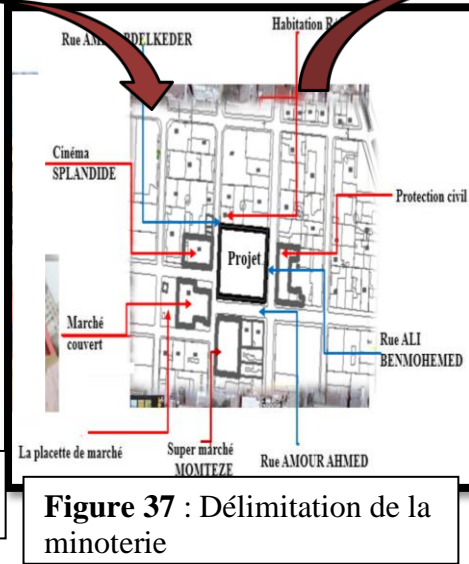 Habitation
Rue
Cinéma
SPLANDIDE
Protection civil
Projet
Marché
couvert
Rue ALI
BENMOHEMED
La placette de marché
Super marché
MOMTEZE
Rue AMOUR AHMED
Figure 37 : Délimitation de la
minoterie